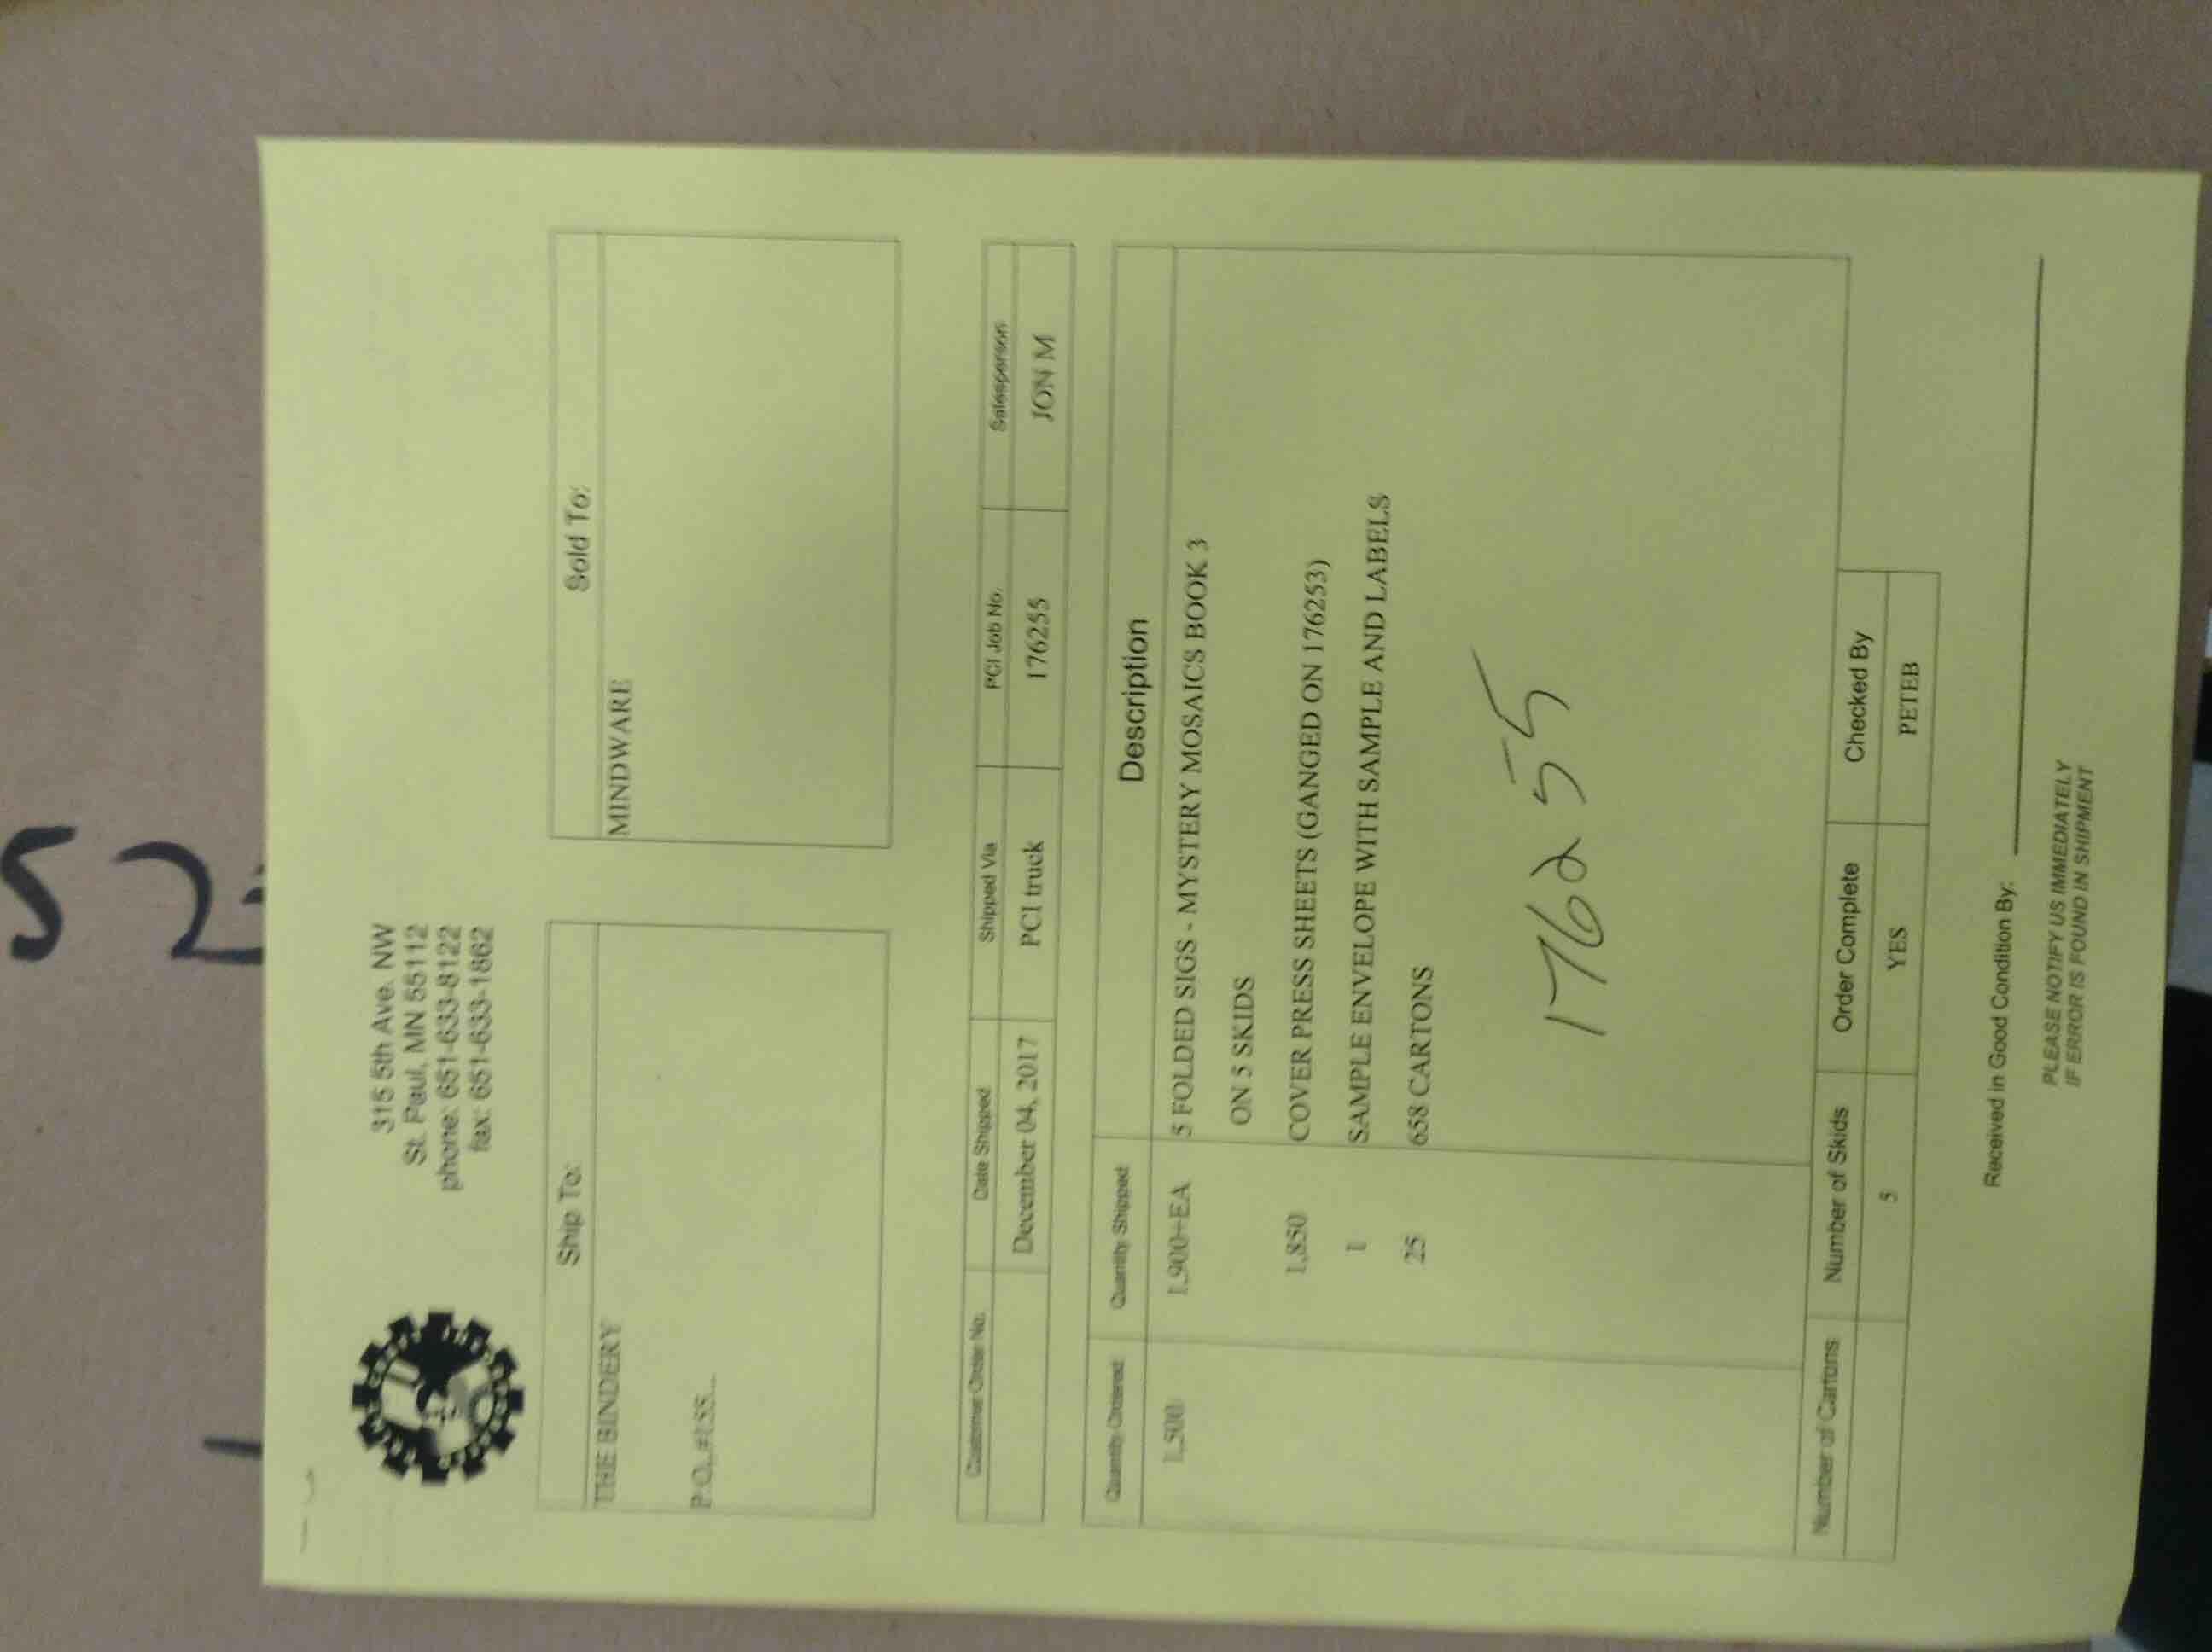 315 5th Ave. NW
St. Paul, MN 55112
phone: 651-633-8122
fax: 651-633-1862
Ship To:
THE BINDERY
P.O. #155...
Sold To:
MINDWARE
Customer Order No. Date Shipped Shipped Via PCI Job No. Salesperson
December 04, 2017 PCI truck 176255 JON M
Quantity Ordered Quantity Shipped Description
1,500 1,900+EA 5 FOLDED SIGS - MYSTERY MOSAICS BOOK 3
ON 5 SKIDS
1,850 COVER PRESS SHEETS (GANGED ON 176253)
1 SAMPLE ENVELOPE WITH SAMPLE AND LABELS
25 658 CARTONS
176255
Number of Cartons Number of Skids Order Complete Checked By
5 YES PETEB
Received in Good Condition By:
PLEASE NOTIFY US IMMEDIATELY
IF ERROR IS FOUND IN SHIPMENT